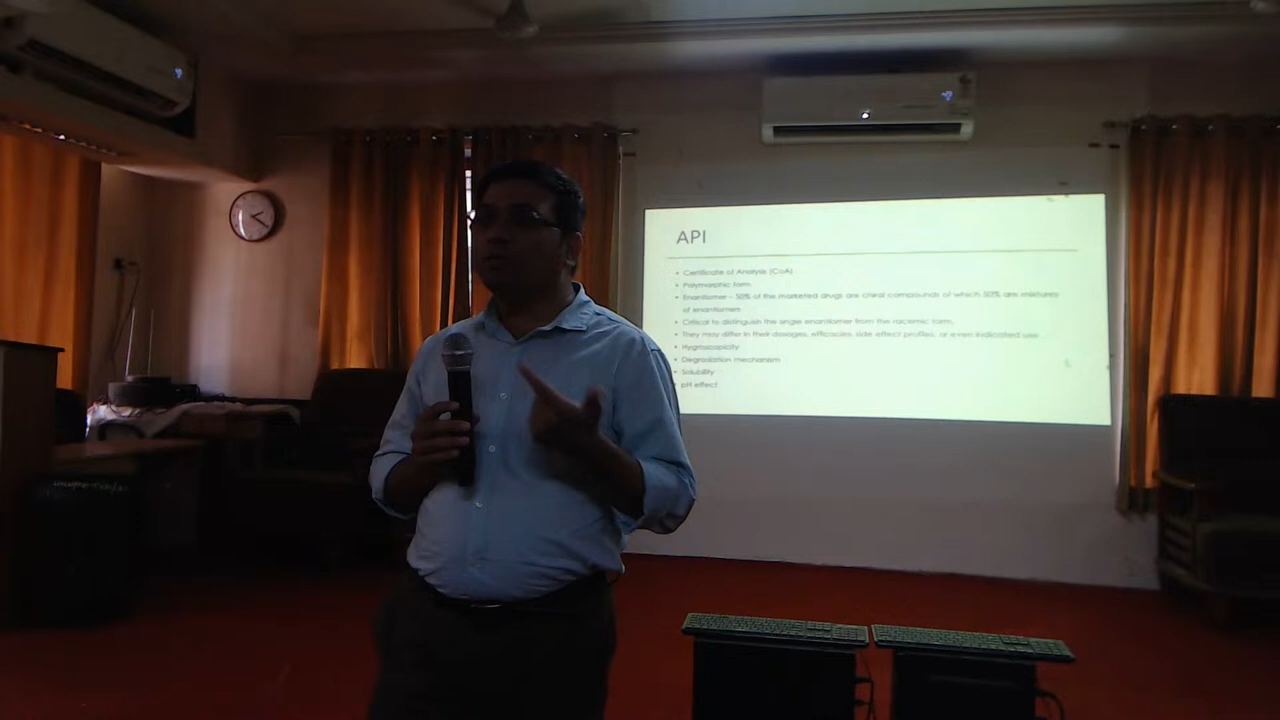 API
• Certificate of Analysis (CoA)
• Polymorphic form
• Enantiomer – 50% of the marketed drugs are chiral compounds of which 50% are mixtures
of enantiomers
• Critical to distinguish the single enantiomer from the racemic form.
• They may differ in their dosages, efficacies, side effect profiles, or even indicated use
• Hygroscopicity
• Degradation mechanism
• Solubility
• pH effect